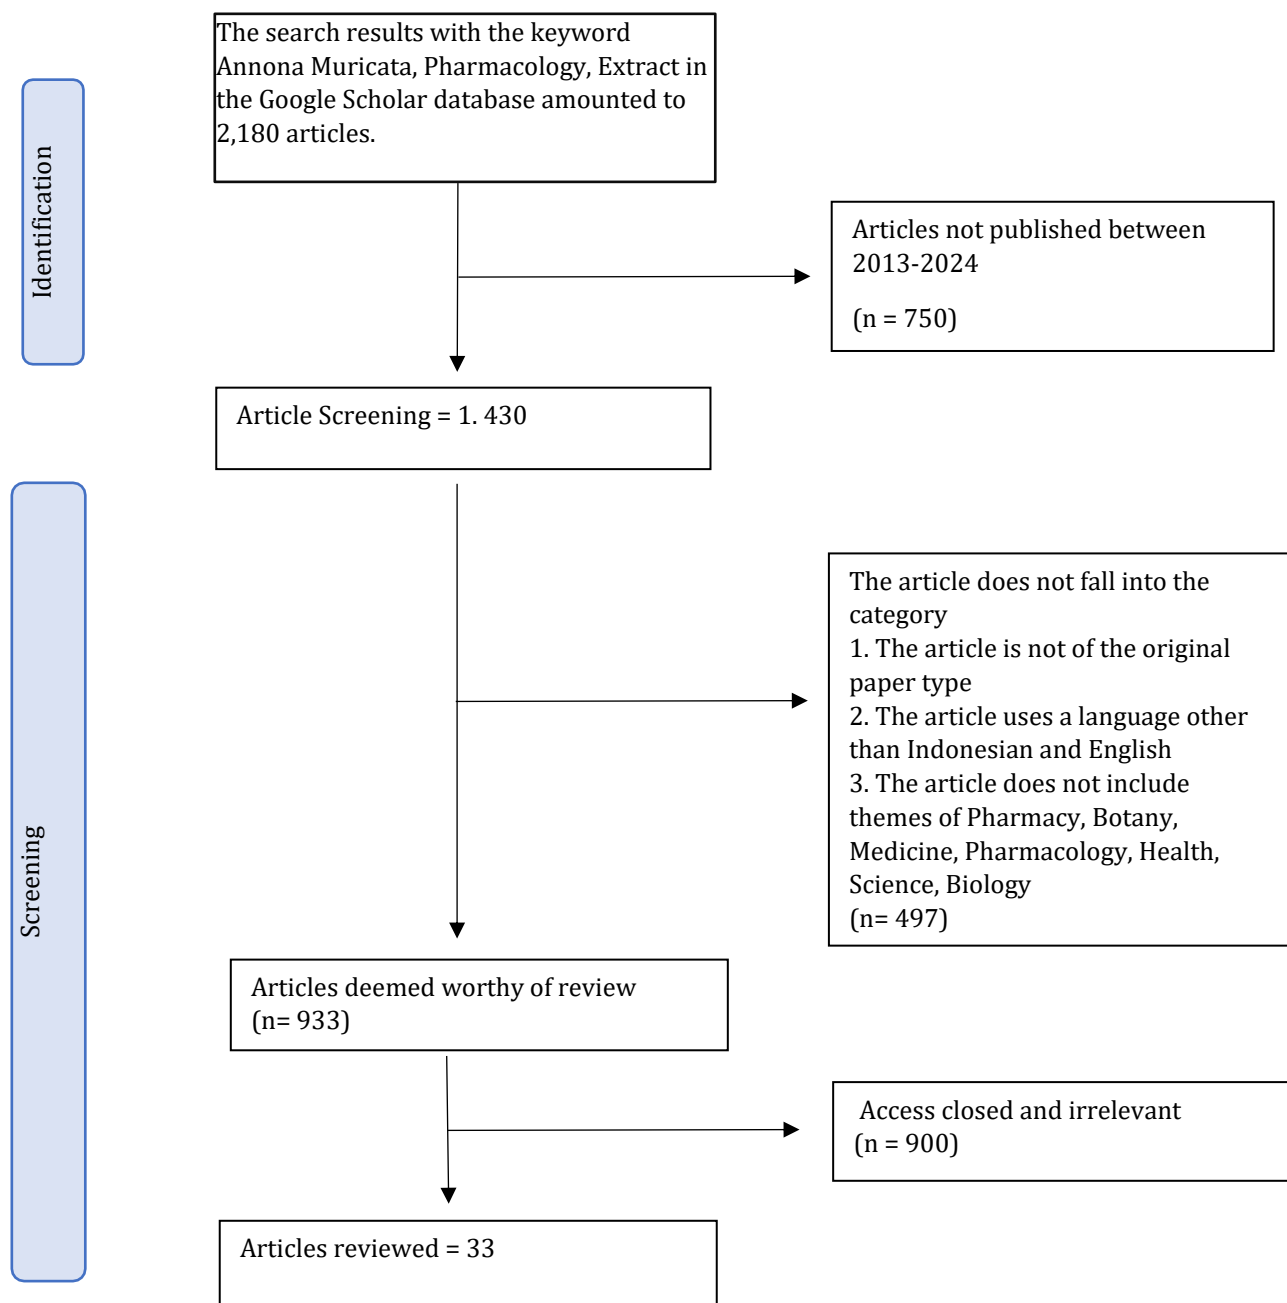 The search results with the keyword
Annona Muricata, Pharmacology, Extract in
the Google Scholar database amounted to
2,180 articles.
Identification
Articles not published between
2013-2024
(n = 750)
Article Screening = 1. 430
Screening
The article does not fall into the
category
1. The article is not of the original
paper type
2. The article uses a language other
than Indonesian and English
3. The article does not include
themes of Pharmacy, Botany,
Medicine, Pharmacology, Health,
Science, Biology
(n= 497)
Articles deemed worthy of review
(n= 933)
Access closed and irrelevant
(n = 900)
Articles reviewed = 33